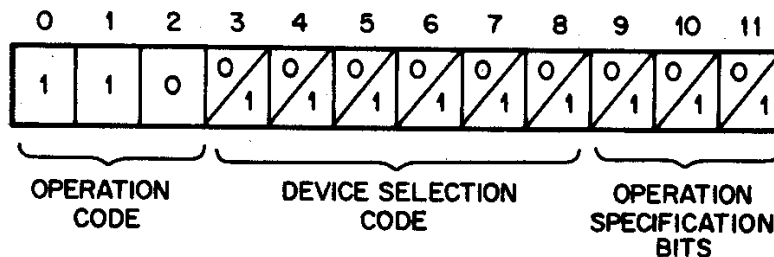 0 1 2 3 4 5 6 7 8 9 10 11
1 1 0 0/1 0/1 0/1 0/1 0/1 0/1 0/1 0/1 0/1
OPERATION CODE
DEVICE SELECTION CODE
OPERATION SPECIFICATION BITS